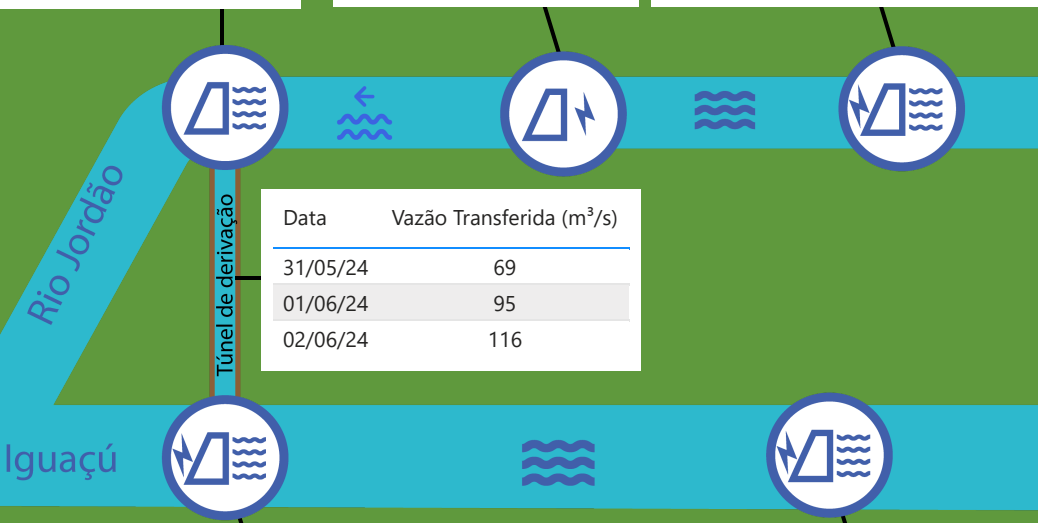 Rio Jordão
Túnel de derivação
Data Vazão Transferida (m³/s)
31/05/24 69
01/06/24 95
02/06/24 116
Iguaçú